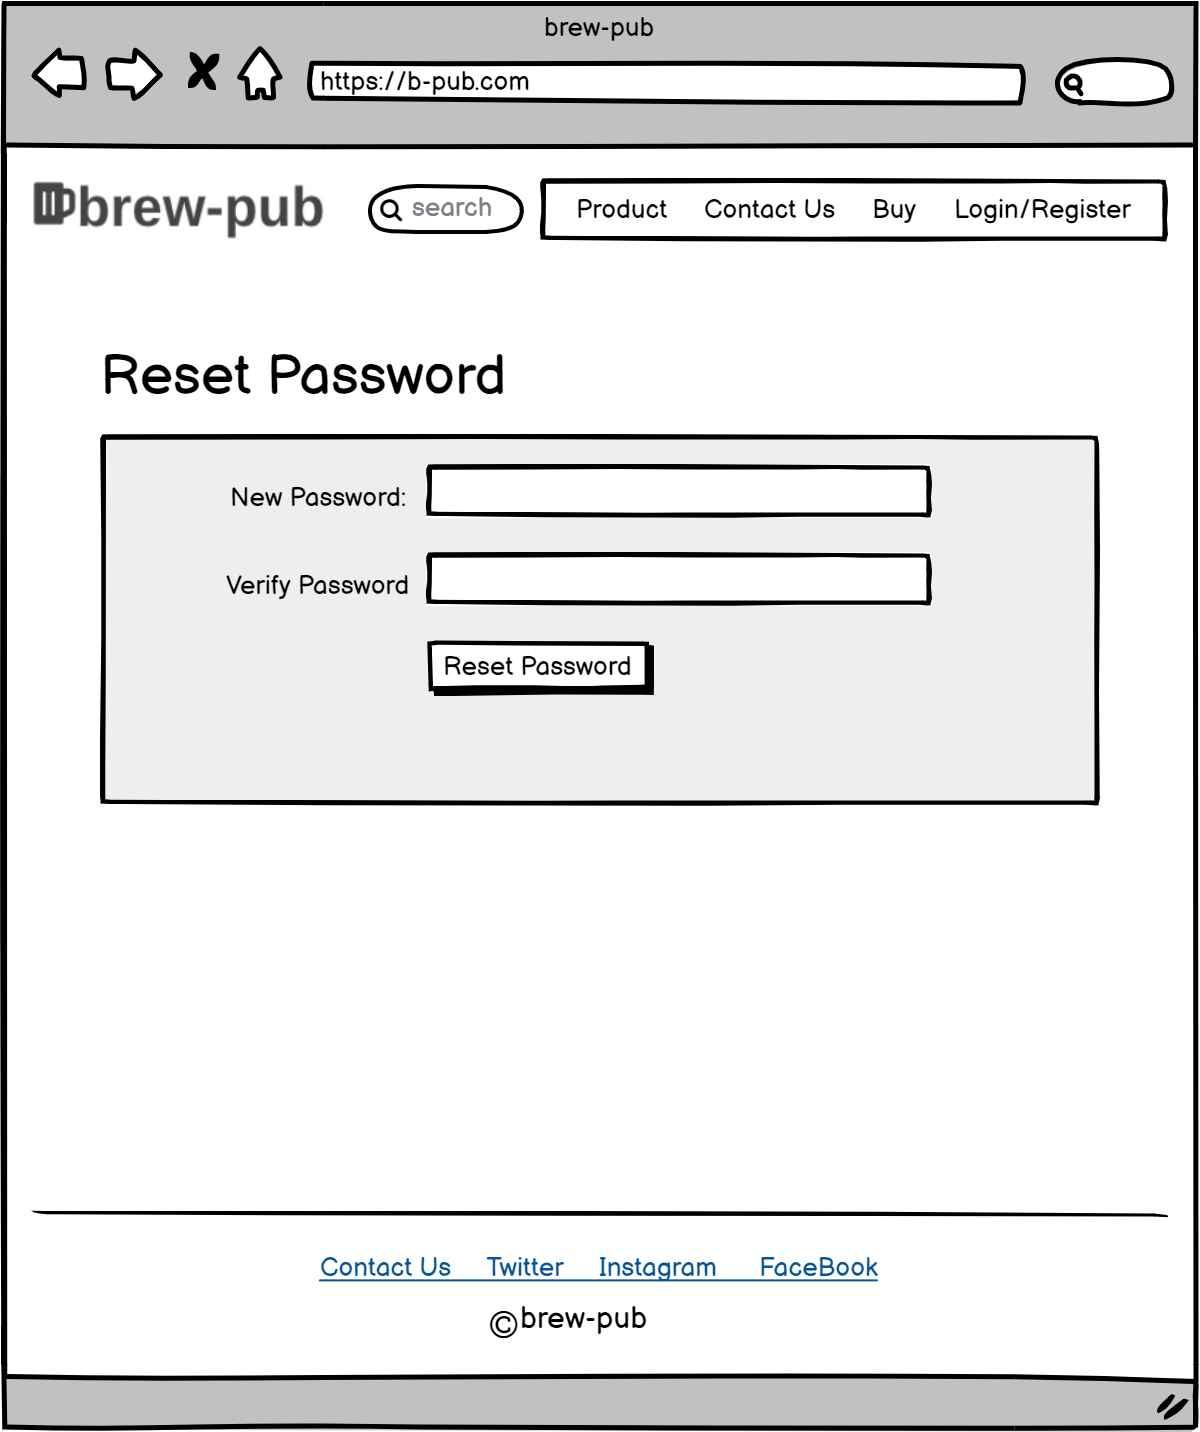 brew-pub
https://b-pub.com
brew-pub
search
Product Contact Us Buy Login/Register
Reset Password
New Password:
Verify Password
Reset Password
Contact Us Twitter Instagram FaceBook
©brew-pub